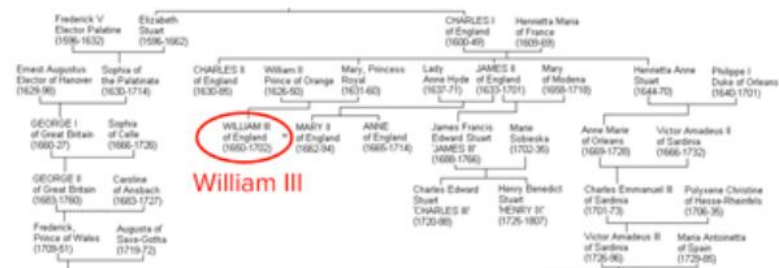 Frederick V
Elector Palatine
(1596-1632)
Elizabeth
Stuart
(1596-1662)
CHARLES I
of England
(1600-49)
Henrietta Maria
of France
(1609-69)
Ernest Augustus
Elector of Hanover
(1629-98)
Sophia of
the Palatinate
(1630-1714)
CHARLES II
of England
(1630-85)
William II
Prince of Orange
(1626-50)
Mary, Princess
Royal
(1631-60)
Lady
Anne Hyde
(1637-71)
JAMES II
of England
(1633-1701)
Mary
of Modena
(1658-1718)
Henrietta Anne
Stuart
(1644-70)
Philippe I
Duke of Orleans
(1640-1701)
GEORGE I
of Great Britain
(1660-27)
Sophia
of Celle
(1666-1726)
WILLIAM III
of England
(1650-1702)
=
MARY II
of England
(1662-94)
ANNE
of England
(1665-1714)
James Francis
Edward Stuart
'JAMES III'
(1688-1766)
Marie
Sobieska
(1702-35)
Anne Marie
of Orleans
(1669-1728)
Victor Amadeus II
of Sardinia
(1666-1732)
William III
GEORGE II
of Great Britain
(1683-1760)
Caroline
of Ansbach
(1683-1727)
Charles Edward
Stuart
'CHARLES III'
(1720-88)
Henry Benedict
Stuart
'HENRY IX'
(1725-1807)
Charles Emmanuel III
of Sardinia
(1701-73)
Polyxene Christine
of Hesse-Rheinfels
(1706-35)
Frederick,
Prince of Wales
(1709-51)
Augusta of
Saxa-Gotha
(1719-72)
Victor Amadeus III
of Sardinia
(1726-96)
Maria Antoinetta
of Spain
(1729-85)